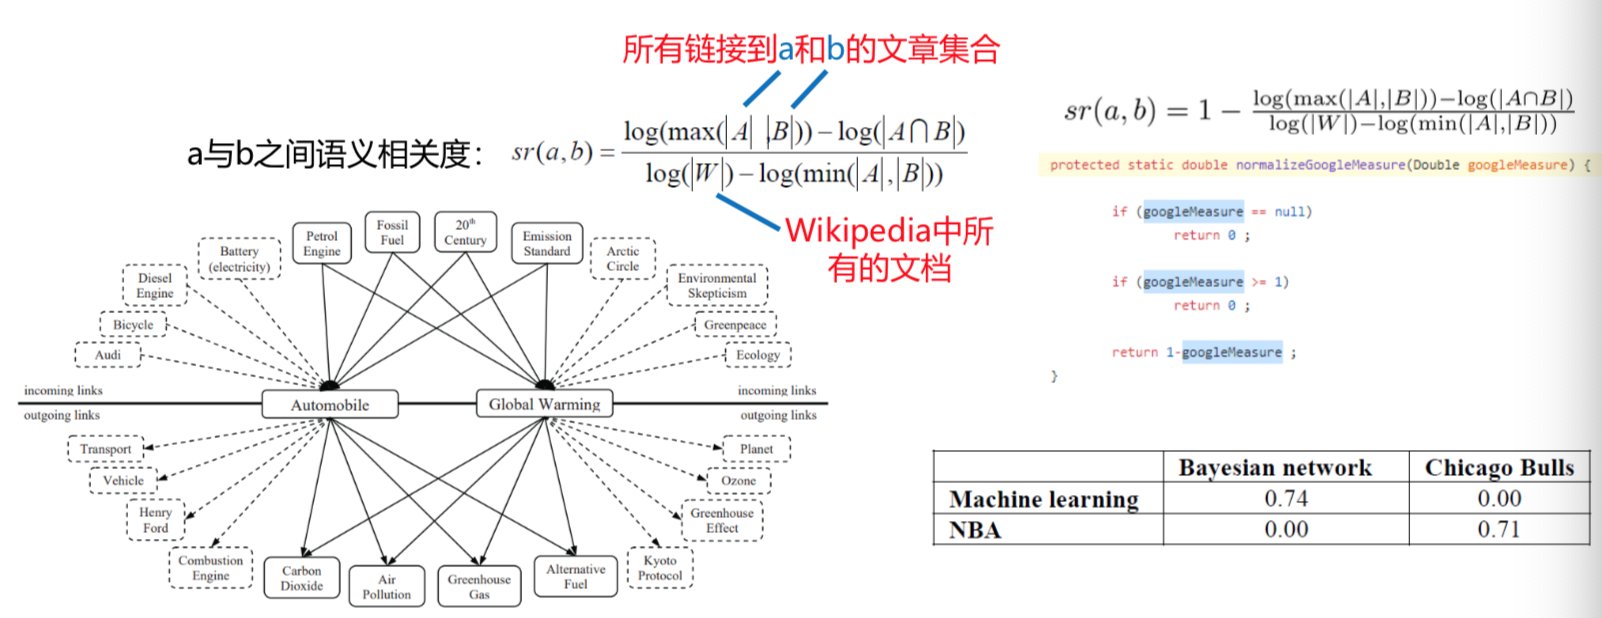 所有链接到a和b的文章集合
a与b之间语义相关度： sr(a,b) = log(max(|A| ,|B|)) − log(|A⋂B|) / log(|W|) − log(min(|A|,|B|))
Wikipedia中所
有的文档
Petrol
Engine
Fossil
Fuel
20th
Century
Emission
Standard
Battery
(electricity)
Arctic
Circle
Diesel
Engine
Environmental
Skepticism
Bicycle
Greenpeace
Audi
Ecology
incoming links
incoming links
Automobile
Global Warming
outgoing links
outgoing links
Transport
Planet
Vehicle
Ozone
Henry
Ford
Greenhouse
Effect
Combustion
Engine
Carbon
Dioxide
Air
Pollution
Greenhouse
Gas
Alternative
Fuel
Kyoto
Protocol
sr(a, b) = 1 − log(max(|A|,|B|))−log(|A∩B|) / log(|W|)−log(min(|A|,|B|))
protected static double normalizeGoogleMeasure(Double googleMeasure) {
if (googleMeasure == null)
return 0 ;
if (googleMeasure >= 1)
return 0 ;
return 1-googleMeasure ;
}
Bayesian network Chicago Bulls
Machine learning 0.74 0.00
NBA 0.00 0.71